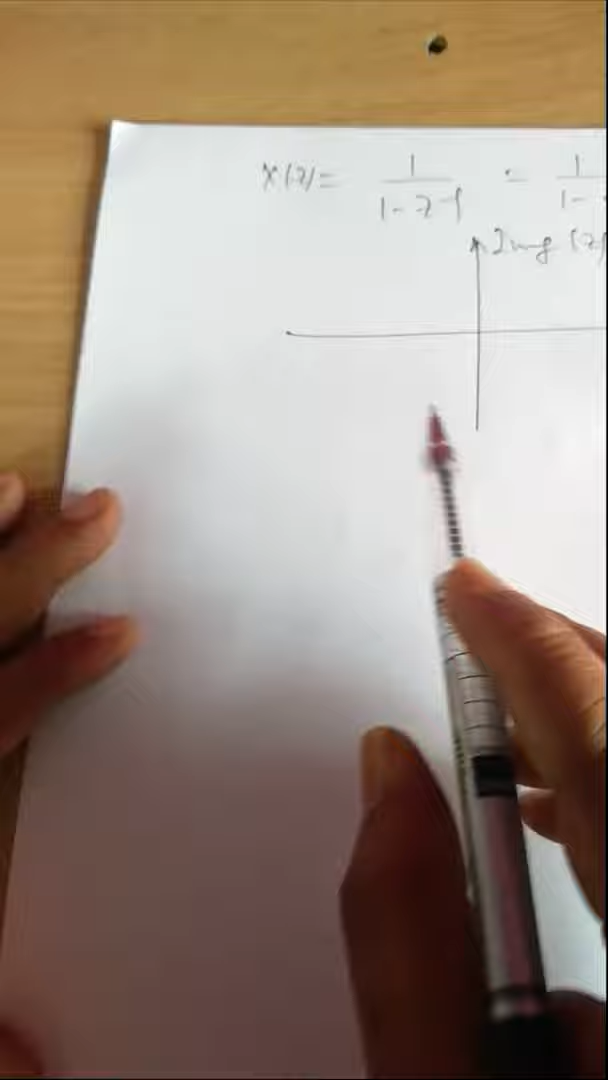 X(z) = 1/(1 - z^-1) - 1/(1 -
Img (z)